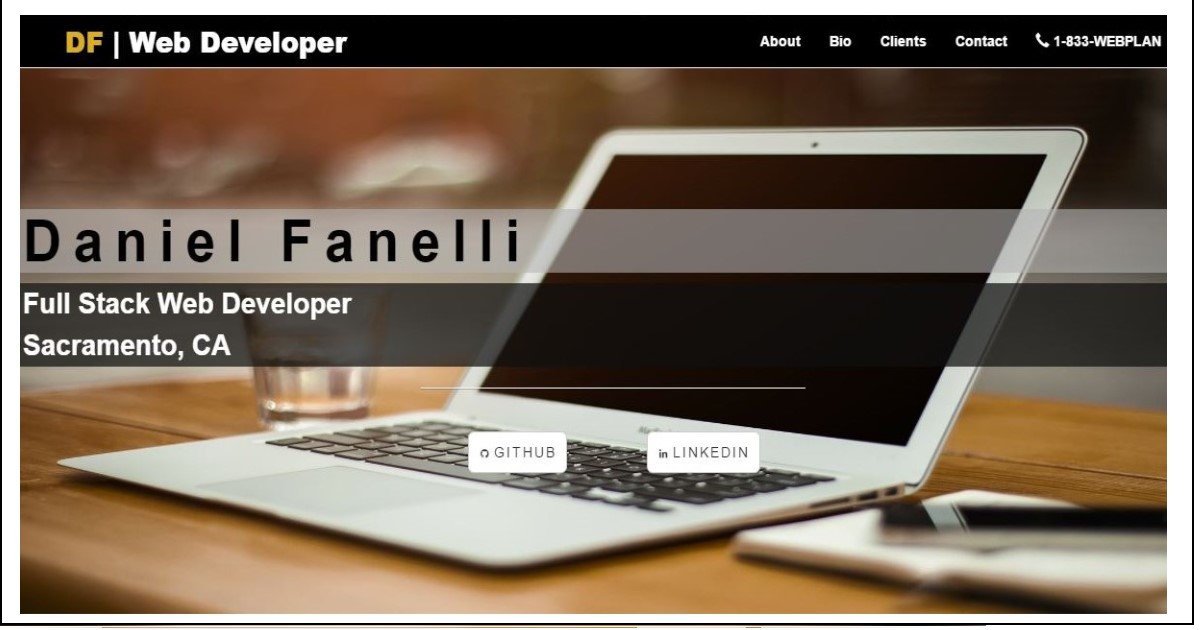 DF | Web Developer
About Bio Clients Contact 1-833-WEBPLAN
Daniel Fanelli
Full Stack Web Developer
Sacramento, CA
GITHUB
in LINKEDIN